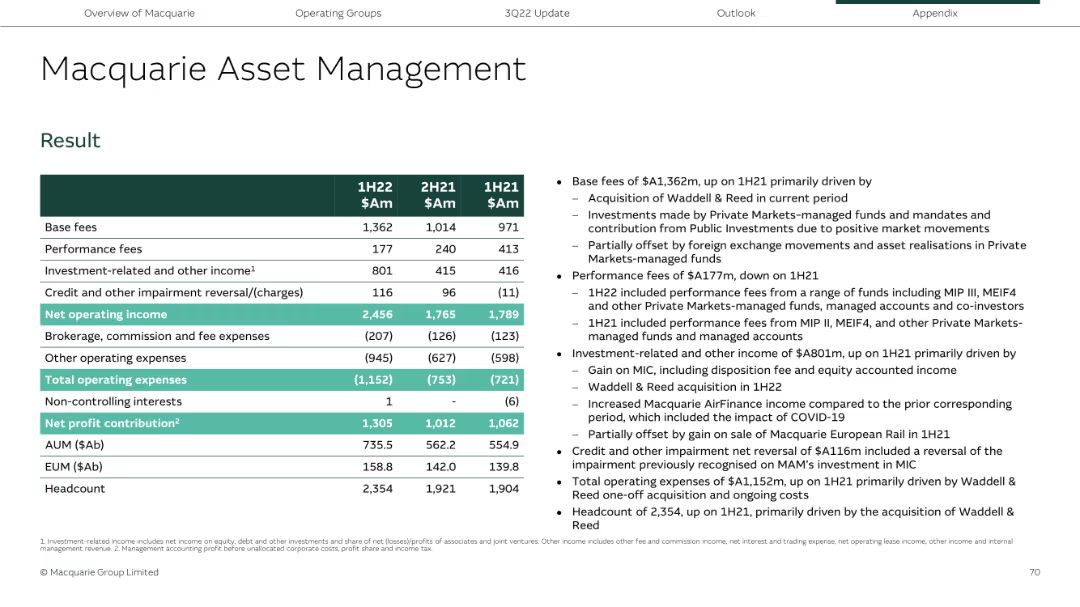 Overview of Macquarie Operating Groups 3Q22 Update Outlook Appendix
Macquarie Asset Management
Result
1H22 2H21 1H21
$Am $Am $Am
Base fees 1,362 1,014 971
Performance fees 177 240 413
Investment-related and other income1 801 415 416
Credit and other impairment reversal/(charges) 116 96 (11)
Net operating income 2,456 1,765 1,789
Brokerage, commission and fee expenses (207) (126) (123)
Other operating expenses (945) (627) (598)
Total operating expenses (1,152) (753) (721)
Non-controlling interests 1 - (6)
Net profit contribution2 1,305 1,012 1,062
AUM ($Ab) 735.5 562.2 554.9
EUM ($Ab) 158.8 142.0 139.8
Headcount 2,354 1,921 1,904
• Base fees of $A1,362m, up on 1H21 primarily driven by
– Acquisition of Waddell & Reed in current period
– Investments made by Private Markets-managed funds and mandates and
contribution from Public Investments due to positive market movements
– Partially offset by foreign exchange movements and asset realisations in Private
Markets-managed funds
• Performance fees of $A177m, down on 1H21
– 1H22 included performance fees from a range of funds including MIP III, MEIF4
and other Private Markets-managed funds, managed accounts and co-investors
– 1H21 included performance fees from MIP II, MEIF4, and other Private Markets-
managed funds and managed accounts
• Investment-related and other income of $A801m, up on 1H21 primarily driven by
– Gain on MIC, including disposition fee and equity accounted income
– Waddell & Reed acquisition in 1H22
– Increased Macquarie AirFinance income compared to the prior corresponding
period, which included the impact of COVID-19
– Partially offset by gain on sale of Macquarie European Rail in 1H21
• Credit and other impairment net reversal of $A116m included a reversal of the
impairment previously recognised on MAM's investment in MIC
• Total operating expenses of $A1,152m, up on 1H21 primarily driven by Waddell &
Reed one-off acquisition and ongoing costs
• Headcount of 2,354, up on 1H21, primarily driven by the acquisition of Waddell &
Reed
1. Investment-related income includes net income on equity, debt and other investments and share of net (losses)/profits of associates and joint ventures. Other income includes other fee and commission income, net interest and trading expense, net operating lease income, other income and internal
management revenue. 2. Management accounting profit before unallocated corporate costs, profit share and income tax.
© Macquarie Group Limited 70